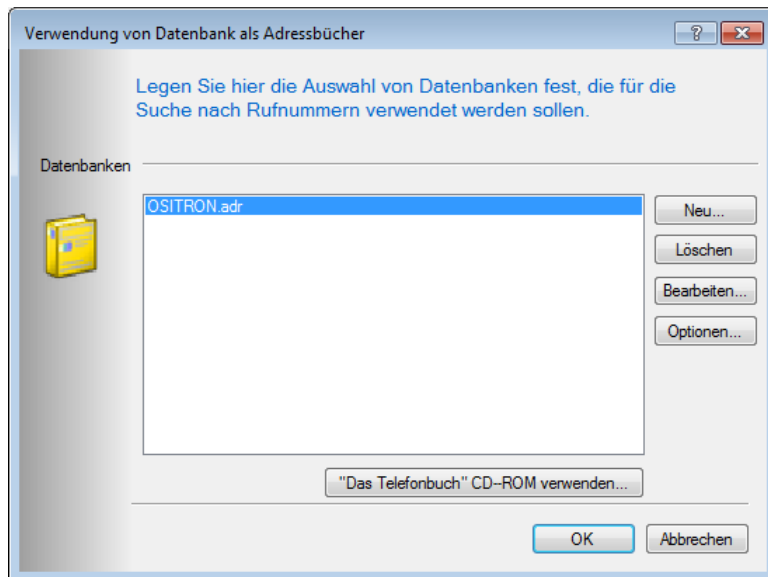 Verwendung von Datenbank als Adressbücher
Legen Sie hier die Auswahl von Datenbanken fest, die für die
Suche nach Rufnummern verwendet werden sollen.
Datenbanken
OSITRON.adr
Neu...
Löschen
Bearbeiten...
Optionen...
"Das Telefonbuch" CD--ROM verwenden...
OK
Abbrechen